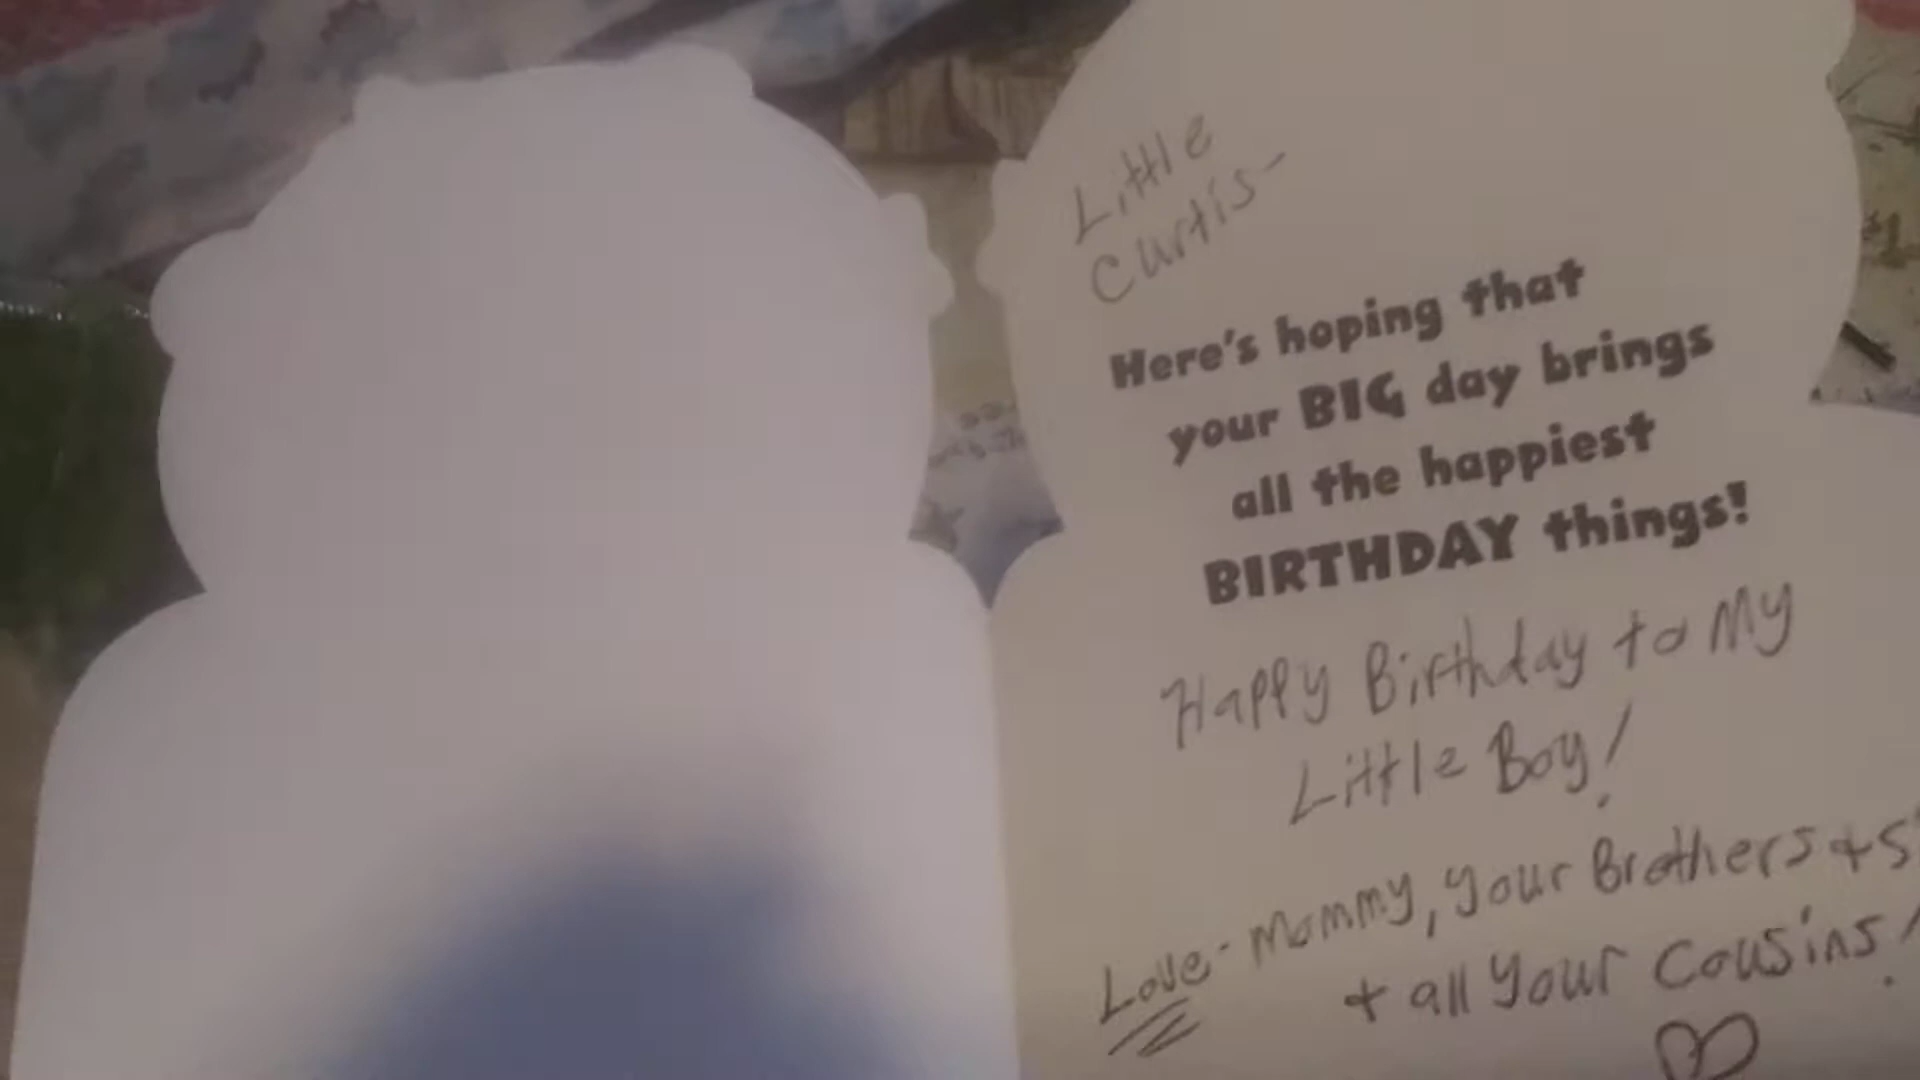 Little
Curtis-
Here's hoping that
your BIG day brings
all the happiest
BIRTHDAY things!
Happy Birthday to My
Little Boy!
Love - Mommy, your Brothers + S
+ all your Cousins!